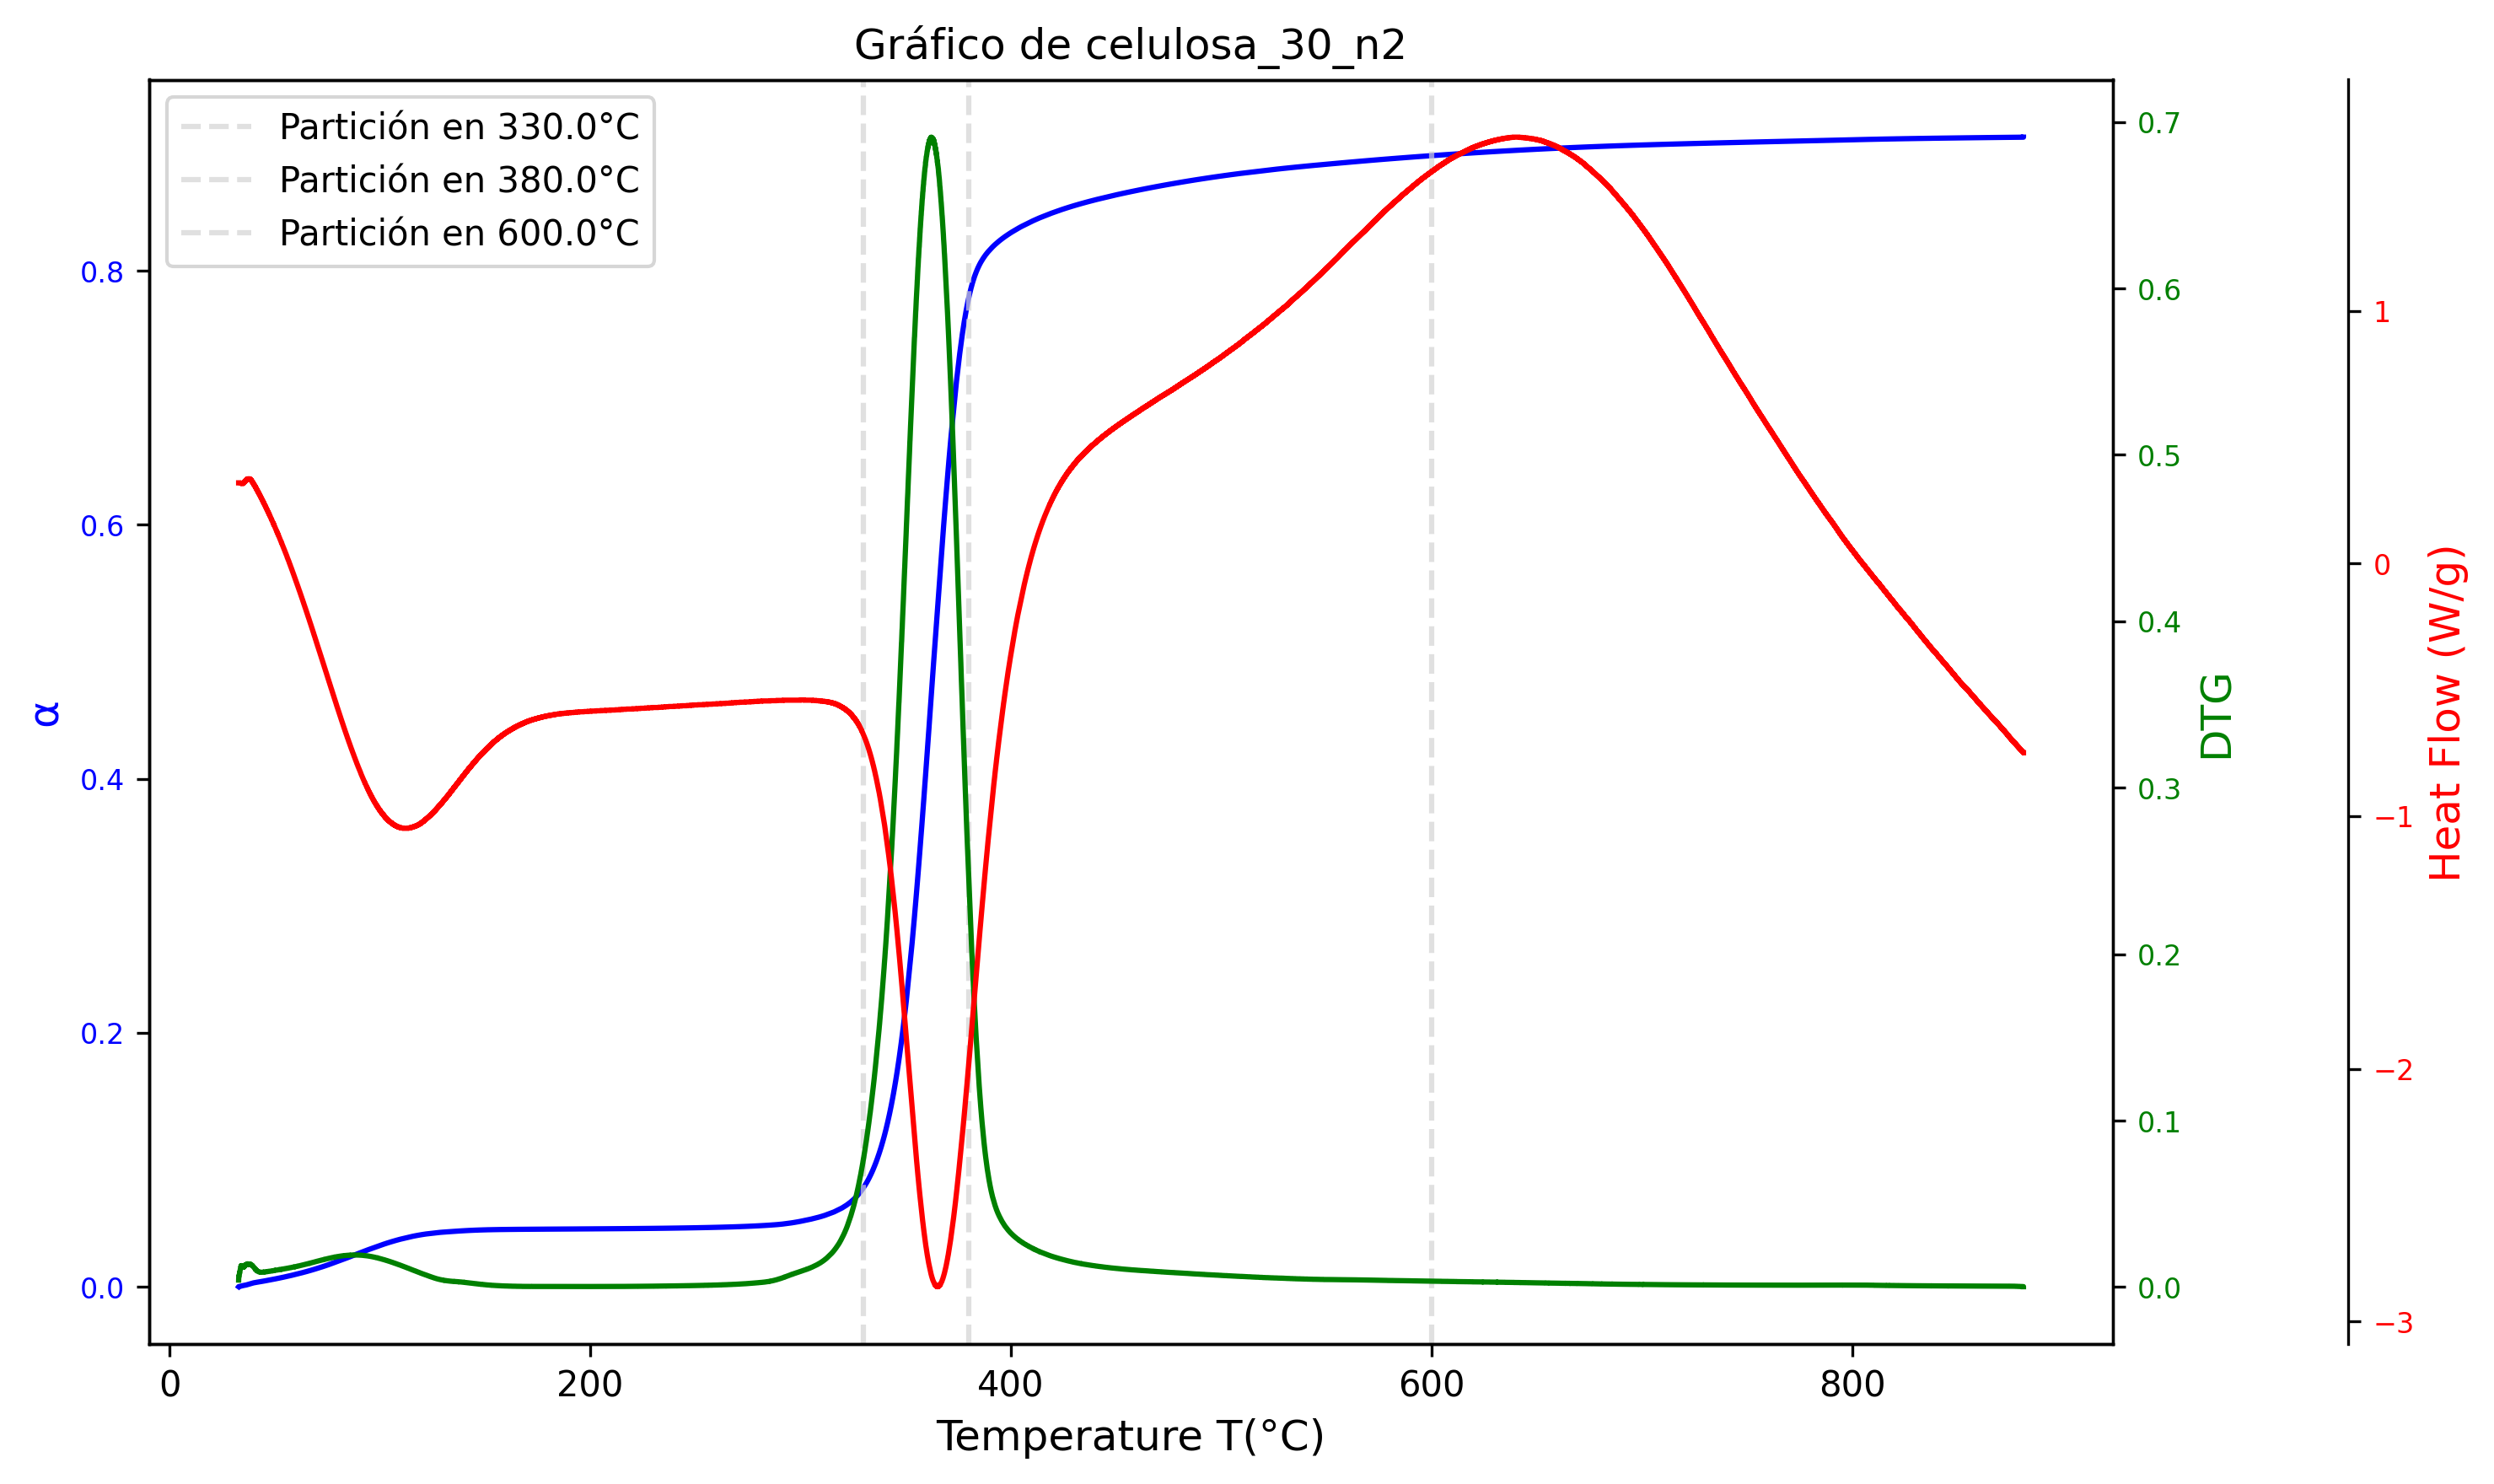 Gráfico de celulosa_30_n2
Partición en 330.0°C
Partición en 380.0°C
Partición en 600.0°C
α
0.8
0.6
0.4
0.2
0.0
0.7
0.6
0.5
0.4
0.3
0.2
0.1
0.0
DTG
1
0
−1
−2
−3
Heat Flow (W/g)
0
200
400
600
800
Temperature T(°C)